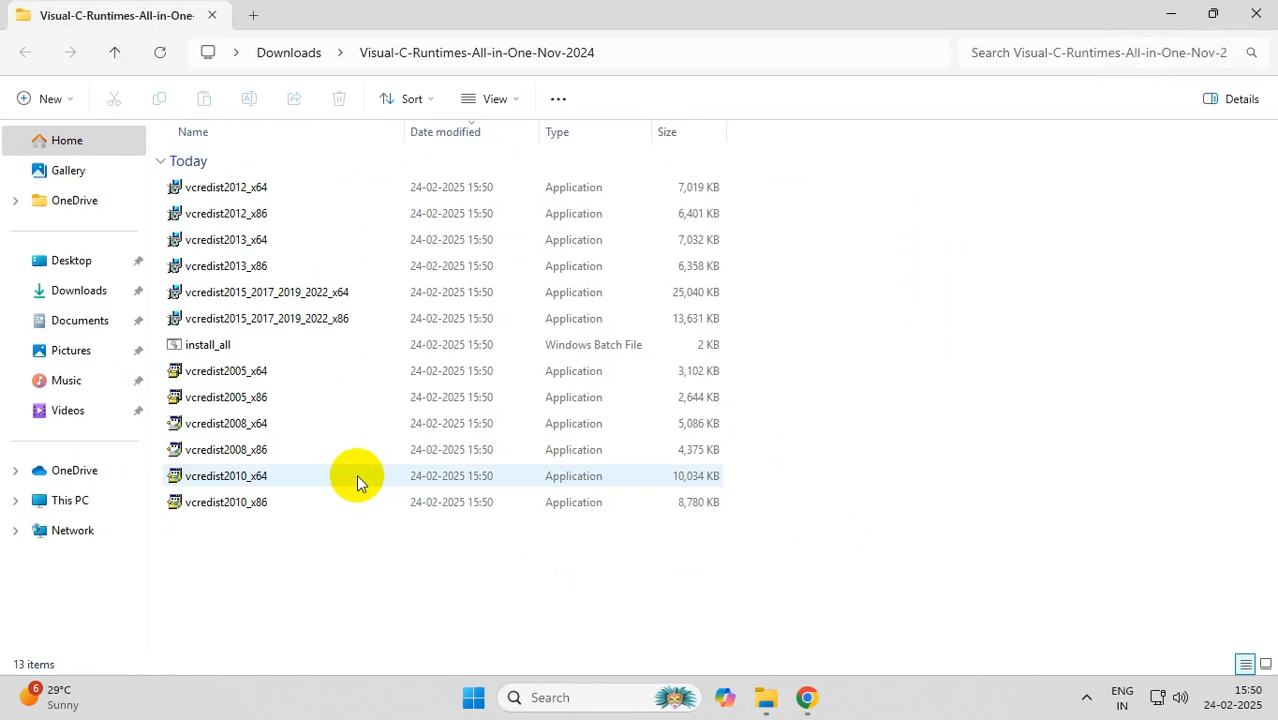 Visual-C-Runtimes-All-in-One-
Downloads
Visual-C-Runtimes-All-in-One-Nov-2024
Search Visual-C-Runtimes-All-in-One-Nov-2
New
Sort
View
Details
Name Date modified Type Size
Home
Gallery
OneDrive
Desktop
Downloads
Documents
Pictures
Music
Videos
OneDrive
This PC
Network
Today
vcredist2012_x64 24-02-2025 15:50 Application 7,019 KB
vcredist2012_x86 24-02-2025 15:50 Application 6,401 KB
vcredist2013_x64 24-02-2025 15:50 Application 7,032 KB
vcredist2013_x86 24-02-2025 15:50 Application 6,358 KB
vcredist2015_2017_2019_2022_x64 24-02-2025 15:50 Application 25,040 KB
vcredist2015_2017_2019_2022_x86 24-02-2025 15:50 Application 13,631 KB
install_all 24-02-2025 15:50 Windows Batch File 2 KB
vcredist2005_x64 24-02-2025 15:50 Application 3,102 KB
vcredist2005_x86 24-02-2025 15:50 Application 2,644 KB
vcredist2008_x64 24-02-2025 15:50 Application 5,086 KB
vcredist2008_x86 24-02-2025 15:50 Application 4,375 KB
vcredist2010_x64 24-02-2025 15:50 Application 10,034 KB
vcredist2010_x86 24-02-2025 15:50 Application 8,780 KB
13 items
6
29°C
Sunny
Search
ENG
IN
15:50
24-02-2025